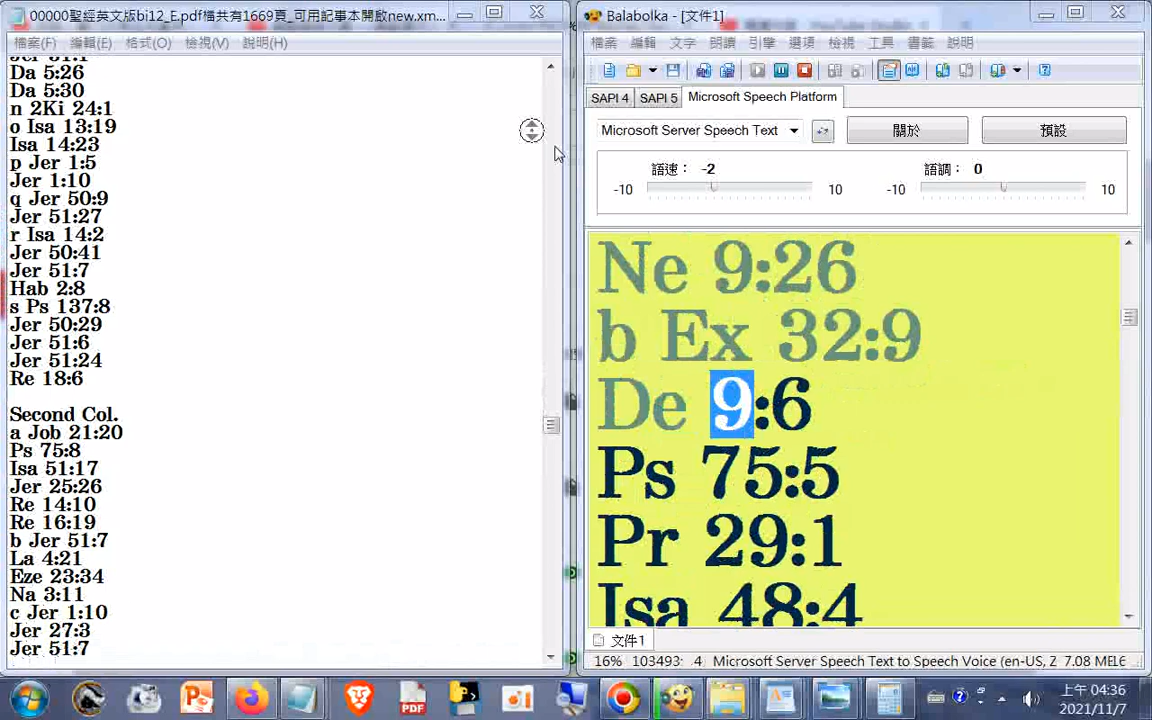 00000聖經英文版bi12_E.pdf檔共有1669頁_可用記事本開啟new.xm...
檔案(F) 編輯(E) 格式(O) 檢視(V) 說明(H)
Da 5:26
Da 5:30
n 2Ki 24:1
o Isa 13:19
Isa 14:23
p Jer 1:5
Jer 1:10
q Jer 50:9
Jer 51:27
r Isa 14:2
Jer 50:41
Jer 51:7
Hab 2:8
s Ps 137:8
Jer 50:29
Jer 51:6
Jer 51:24
Re 18:6
Second Col.
a Job 21:20
Ps 75:8
Isa 51:17
Jer 25:26
Re 14:10
Re 16:19
b Jer 51:7
La 4:21
Eze 23:34
Na 3:11
c Jer 1:10
Jer 27:3
Jer 51:7
Balabolka - [文件1]
檔案 編輯 文字 朗讀 引擎 選項 檢視 工具 書籤 說明
SAPI 4 SAPI 5 Microsoft Speech Platform
Microsoft Server Speech Text 關於 預設
語速： -2 語調： 0
-10 10 -10 10
Ne 9:26
b Ex 32:9
De 9:6
Ps 75:5
Pr 29:1
Isa 48:4
文件1
16% 103493: 4 Microsoft Server Speech Text to Speech Voice (en-US, Z 7.08 МЕ
PDF
上午 04:36
2021/11/7